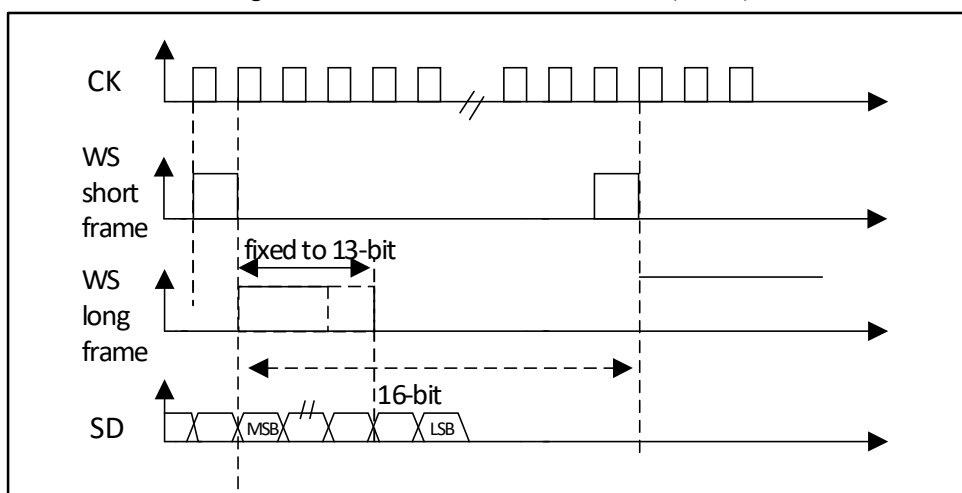 CK
WS
short
frame
fixed to 13-bit
WS
long
frame
16-bit
SD
MSB
LSB